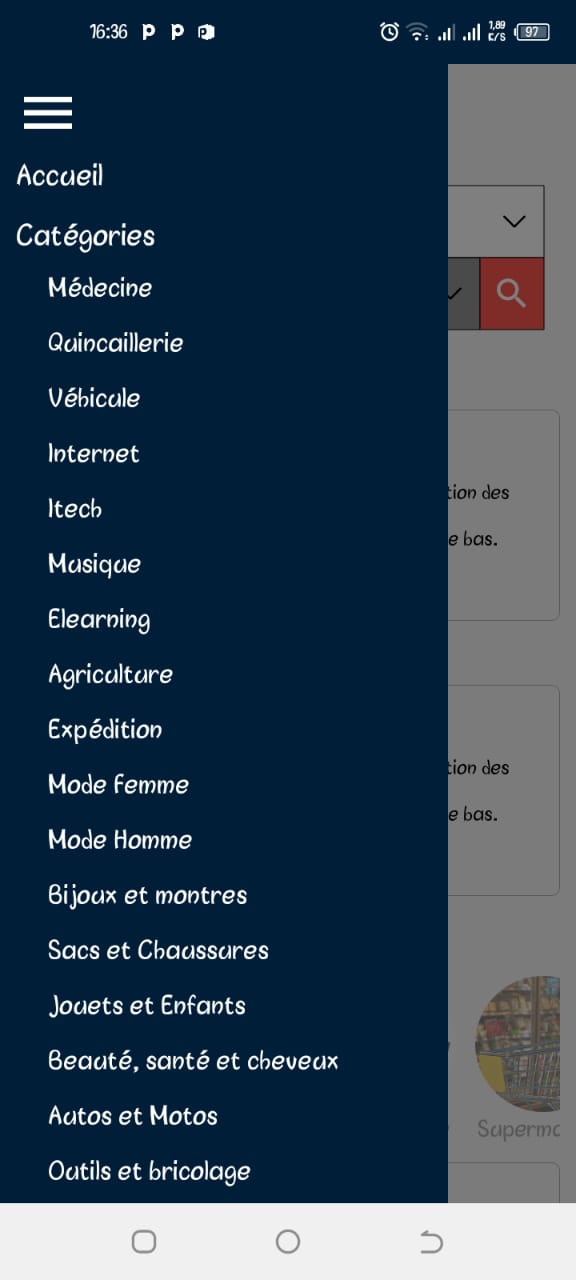 16:36 P P 1,89 K/S 97
Accueil
Catégories
Médecine
Quincaillerie
Véhicule
Internet
Itech
Musique
Elearning
tion des
e bas.
Agriculture
Expédition
Mode Femme
tion des
e bas.
Mode Homme
Bijoux et montres
Sacs et Chaussures
Jouets et Enfants
Beauté, santé et cheveux
Autos et Motos
Superma
Outils et bricolage